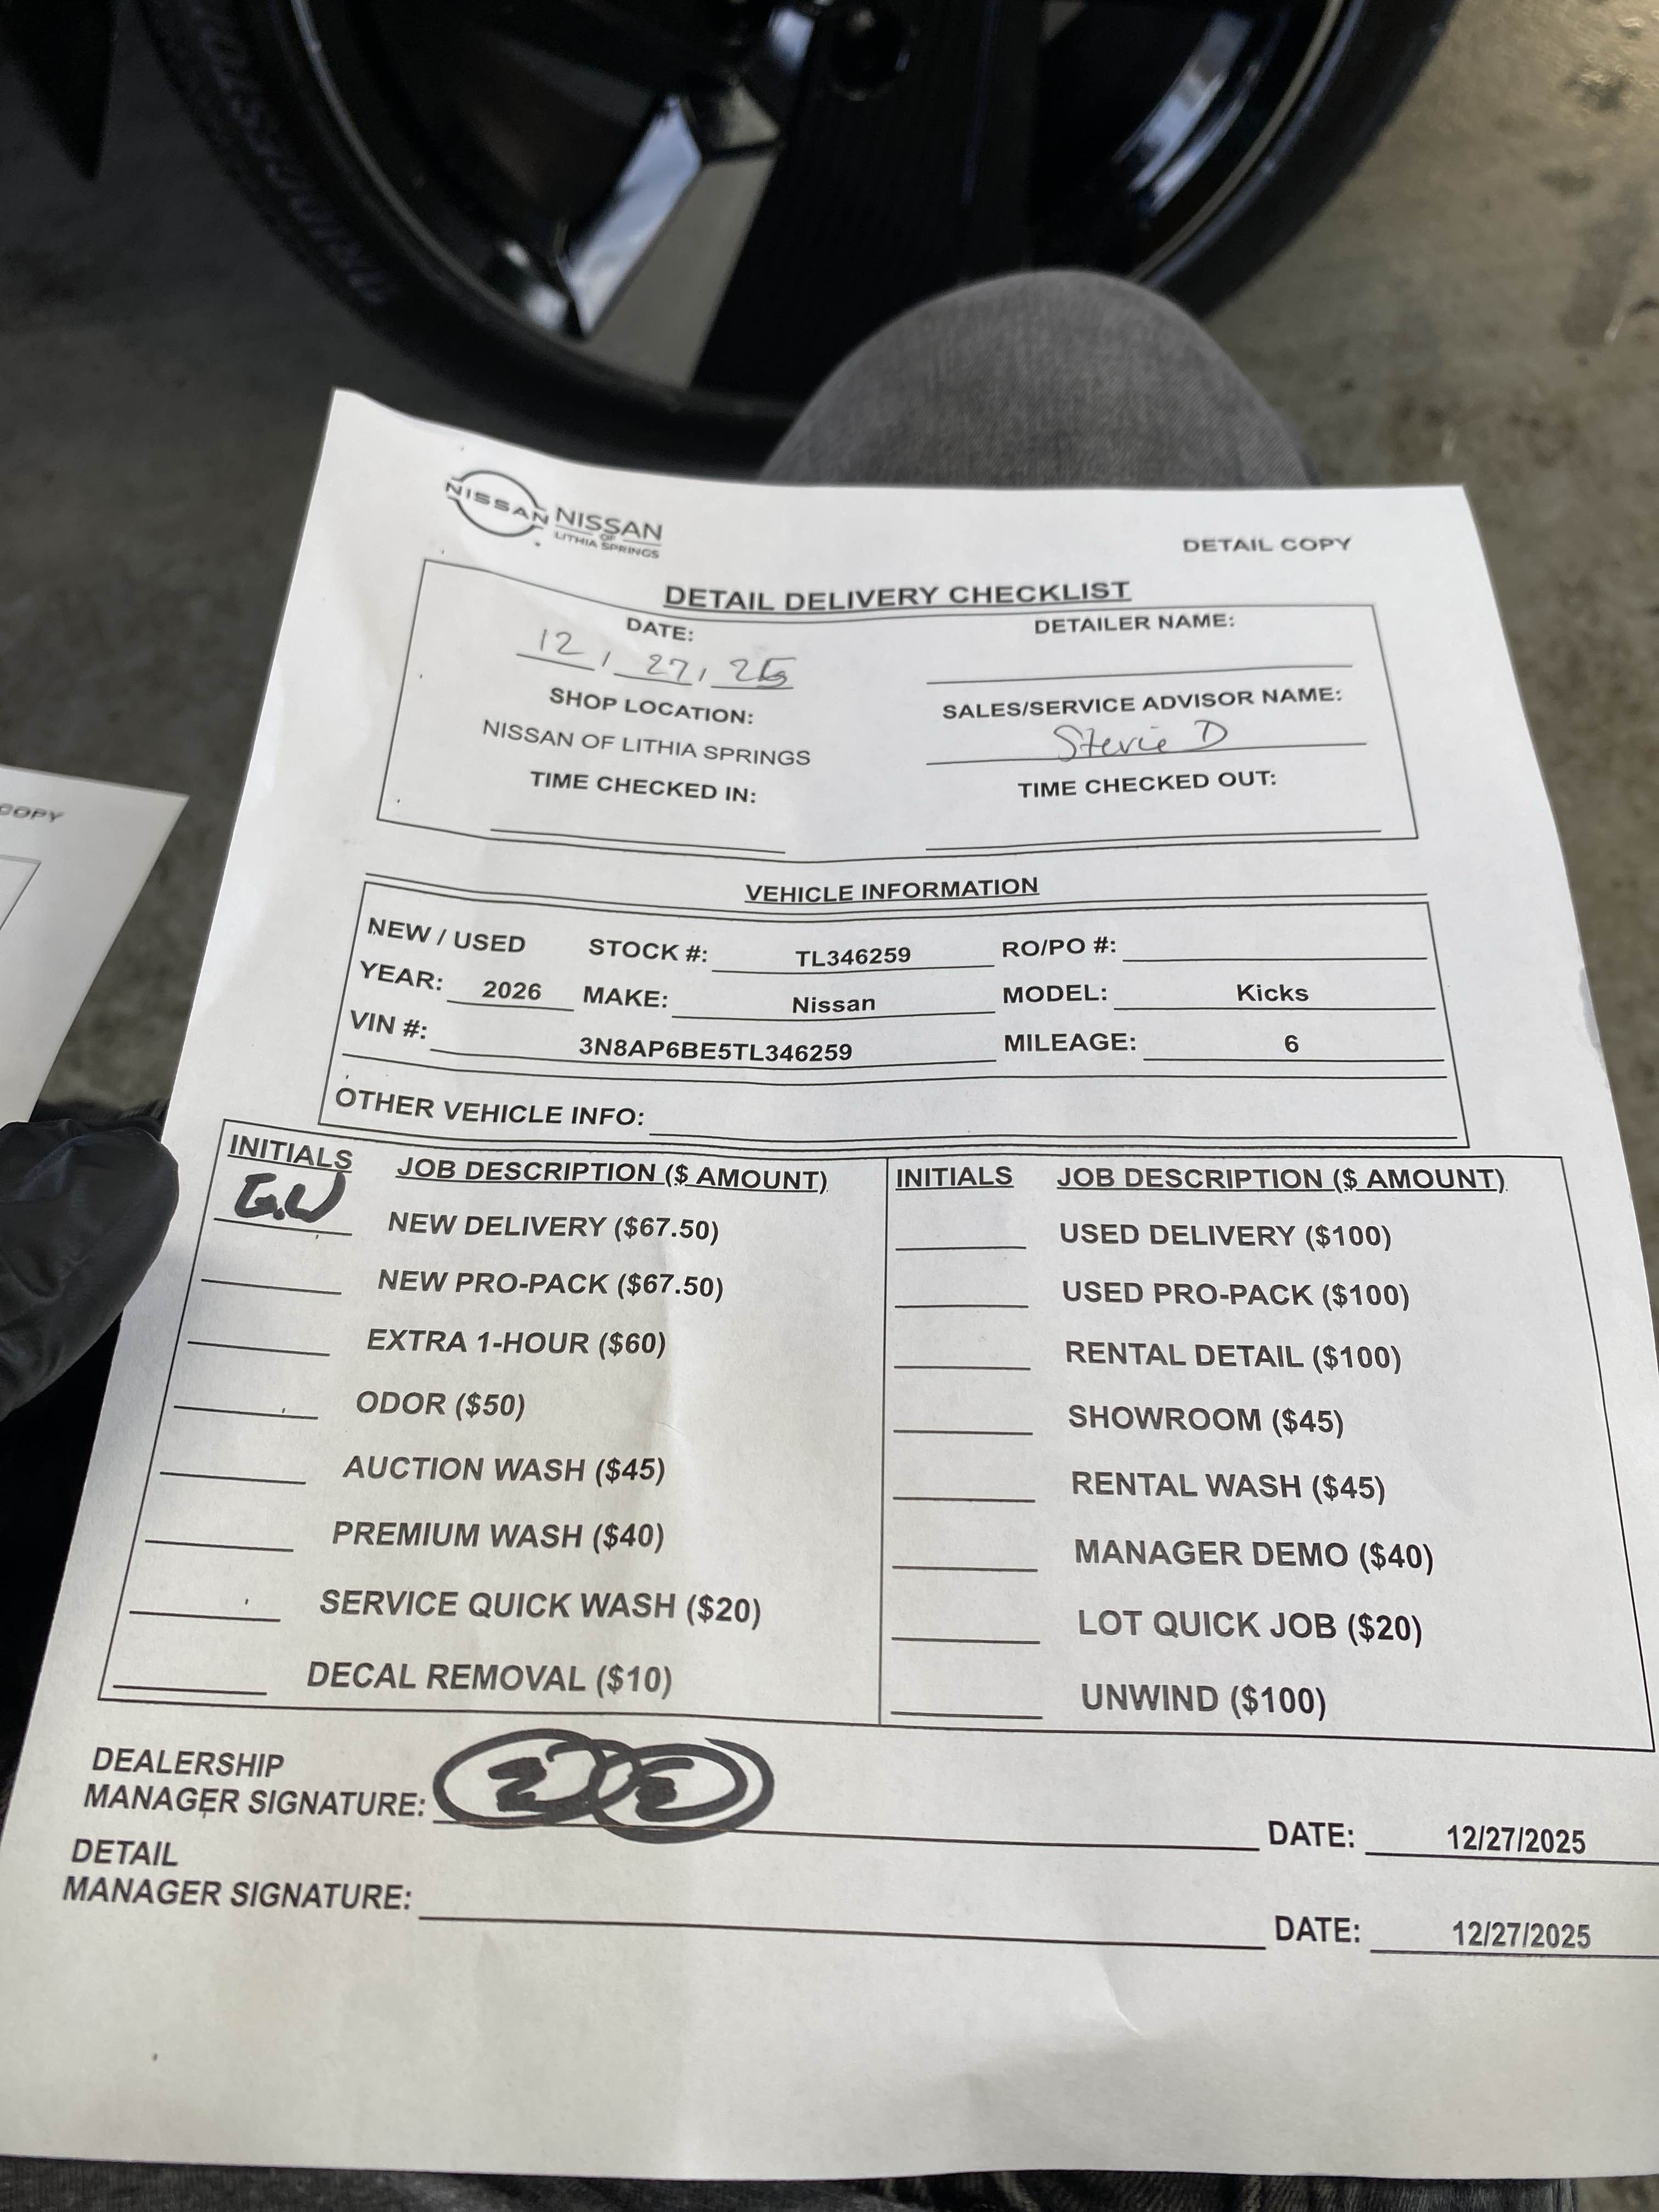 NISSAN
NISSAN
OF
LITHIA SPRINGS
DETAIL COPY
DETAIL DELIVERY CHECKLIST
DATE:
12 / 27 / 25
DETAILER NAME:
SHOP LOCATION:
NISSAN OF LITHIA SPRINGS
SALES/SERVICE ADVISOR NAME:
Stevie D
TIME CHECKED IN:
TIME CHECKED OUT:
COPY
VEHICLE INFORMATION
NEW / USED STOCK #: TL346259 RO/PO #:
YEAR: 2026 MAKE: Nissan MODEL: Kicks
VIN #: 3N8AP6BE5TL346259 MILEAGE: 6
OTHER VEHICLE INFO:
INITIALS JOB DESCRIPTION ($ AMOUNT)
G.W NEW DELIVERY ($67.50)
NEW PRO-PACK ($67.50)
EXTRA 1-HOUR ($60)
ODOR ($50)
AUCTION WASH ($45)
PREMIUM WASH ($40)
SERVICE QUICK WASH ($20)
DECAL REMOVAL ($10)
INITIALS JOB DESCRIPTION ($ AMOUNT)
USED DELIVERY ($100)
USED PRO-PACK ($100)
RENTAL DETAIL ($100)
SHOWROOM ($45)
RENTAL WASH ($45)
MANAGER DEMO ($40)
LOT QUICK JOB ($20)
UNWIND ($100)
DEALERSHIP
MANAGER SIGNATURE: DATE: 12/27/2025
DETAIL
MANAGER SIGNATURE: DATE: 12/27/2025